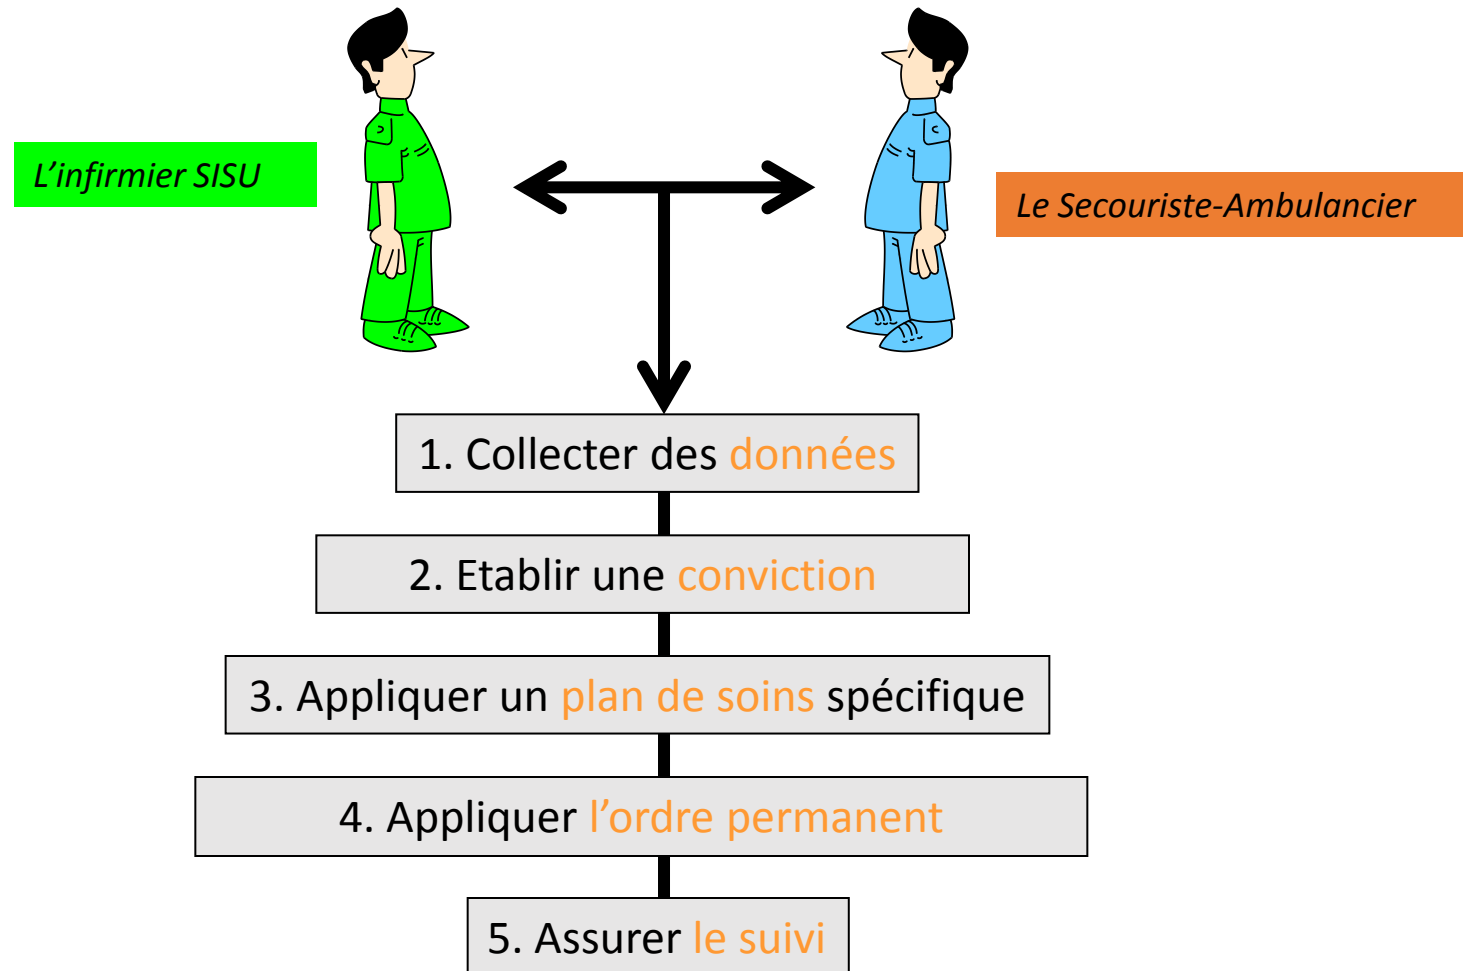 L’infirmier SISU
Le Secouriste-Ambulancier
1. Collecter des données
2. Etablir une conviction
3. Appliquer un plan de soins spécifique
4. Appliquer l’ordre permanent
5. Assurer le suivi